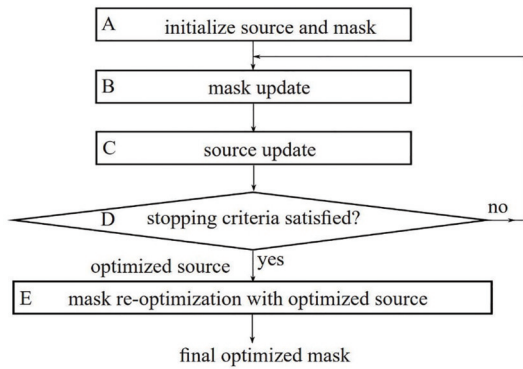 A initialize source and mask
B mask update
C source update
D stopping criteria satisfied?
no
yes
optimized source
E mask re-optimization with optimized source
final optimized mask